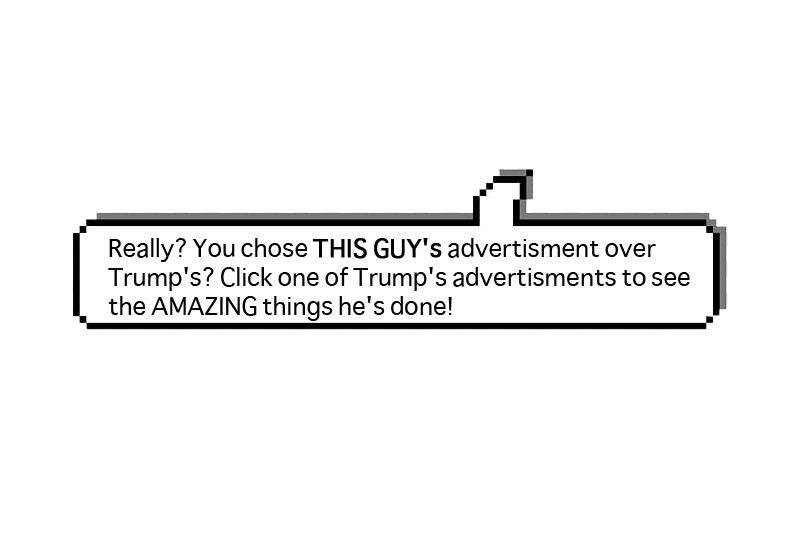 Really? You chose THIS GUY's advertisment over
Trump's? Click one of Trump's advertisments to see
the AMAZING things he's done!